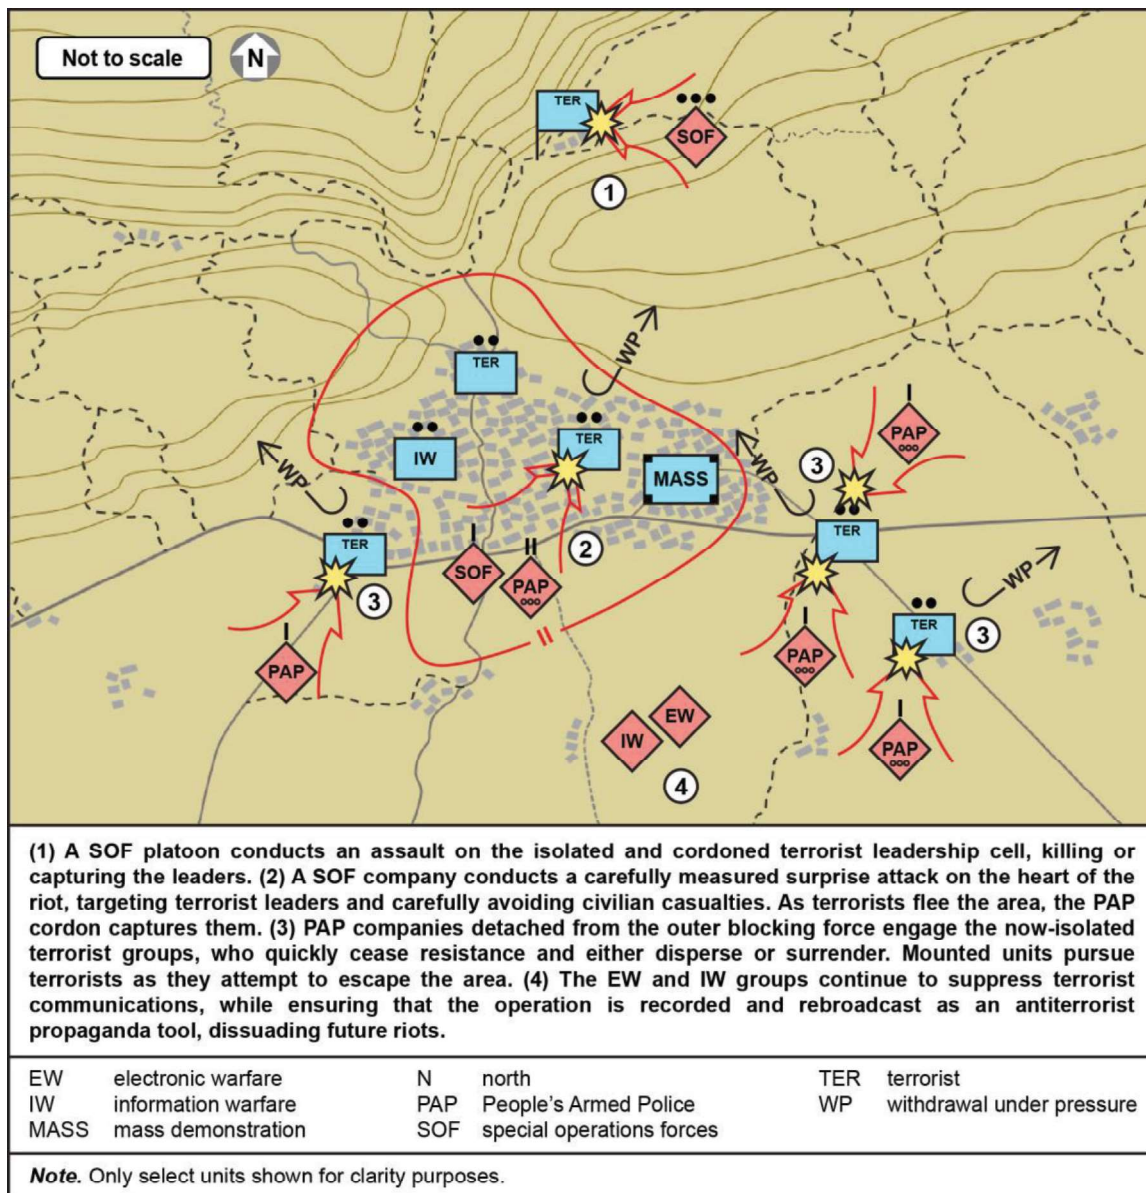 Not to scale
N
TER
SOF
1
WP
TER
PAP
TER
IW
MASS
WP
3
WP
TER
2
TER
SOF
PAP
3
WP
TER
3
PAP
PAP
EW
IW
PAP
4
(1) A SOF platoon conducts an assault on the isolated and cordoned terrorist leadership cell, killing or
capturing the leaders. (2) A SOF company conducts a carefully measured surprise attack on the heart of the
riot, targeting terrorist leaders and carefully avoiding civilian casualties. As terrorists flee the area, the PAP
cordon captures them. (3) PAP companies detached from the outer blocking force engage the now-isolated
terrorist groups, who quickly cease resistance and either disperse or surrender. Mounted units pursue
terrorists as they attempt to escape the area. (4) The EW and IW groups continue to suppress terrorist
communications, while ensuring that the operation is recorded and rebroadcast as an antiterrorist
propaganda tool, dissuading future riots.
EW electronic warfare N north TER terrorist
IW information warfare PAP People's Armed Police WP withdrawal under pressure
MASS mass demonstration SOF special operations forces
Note. Only select units shown for clarity purposes.